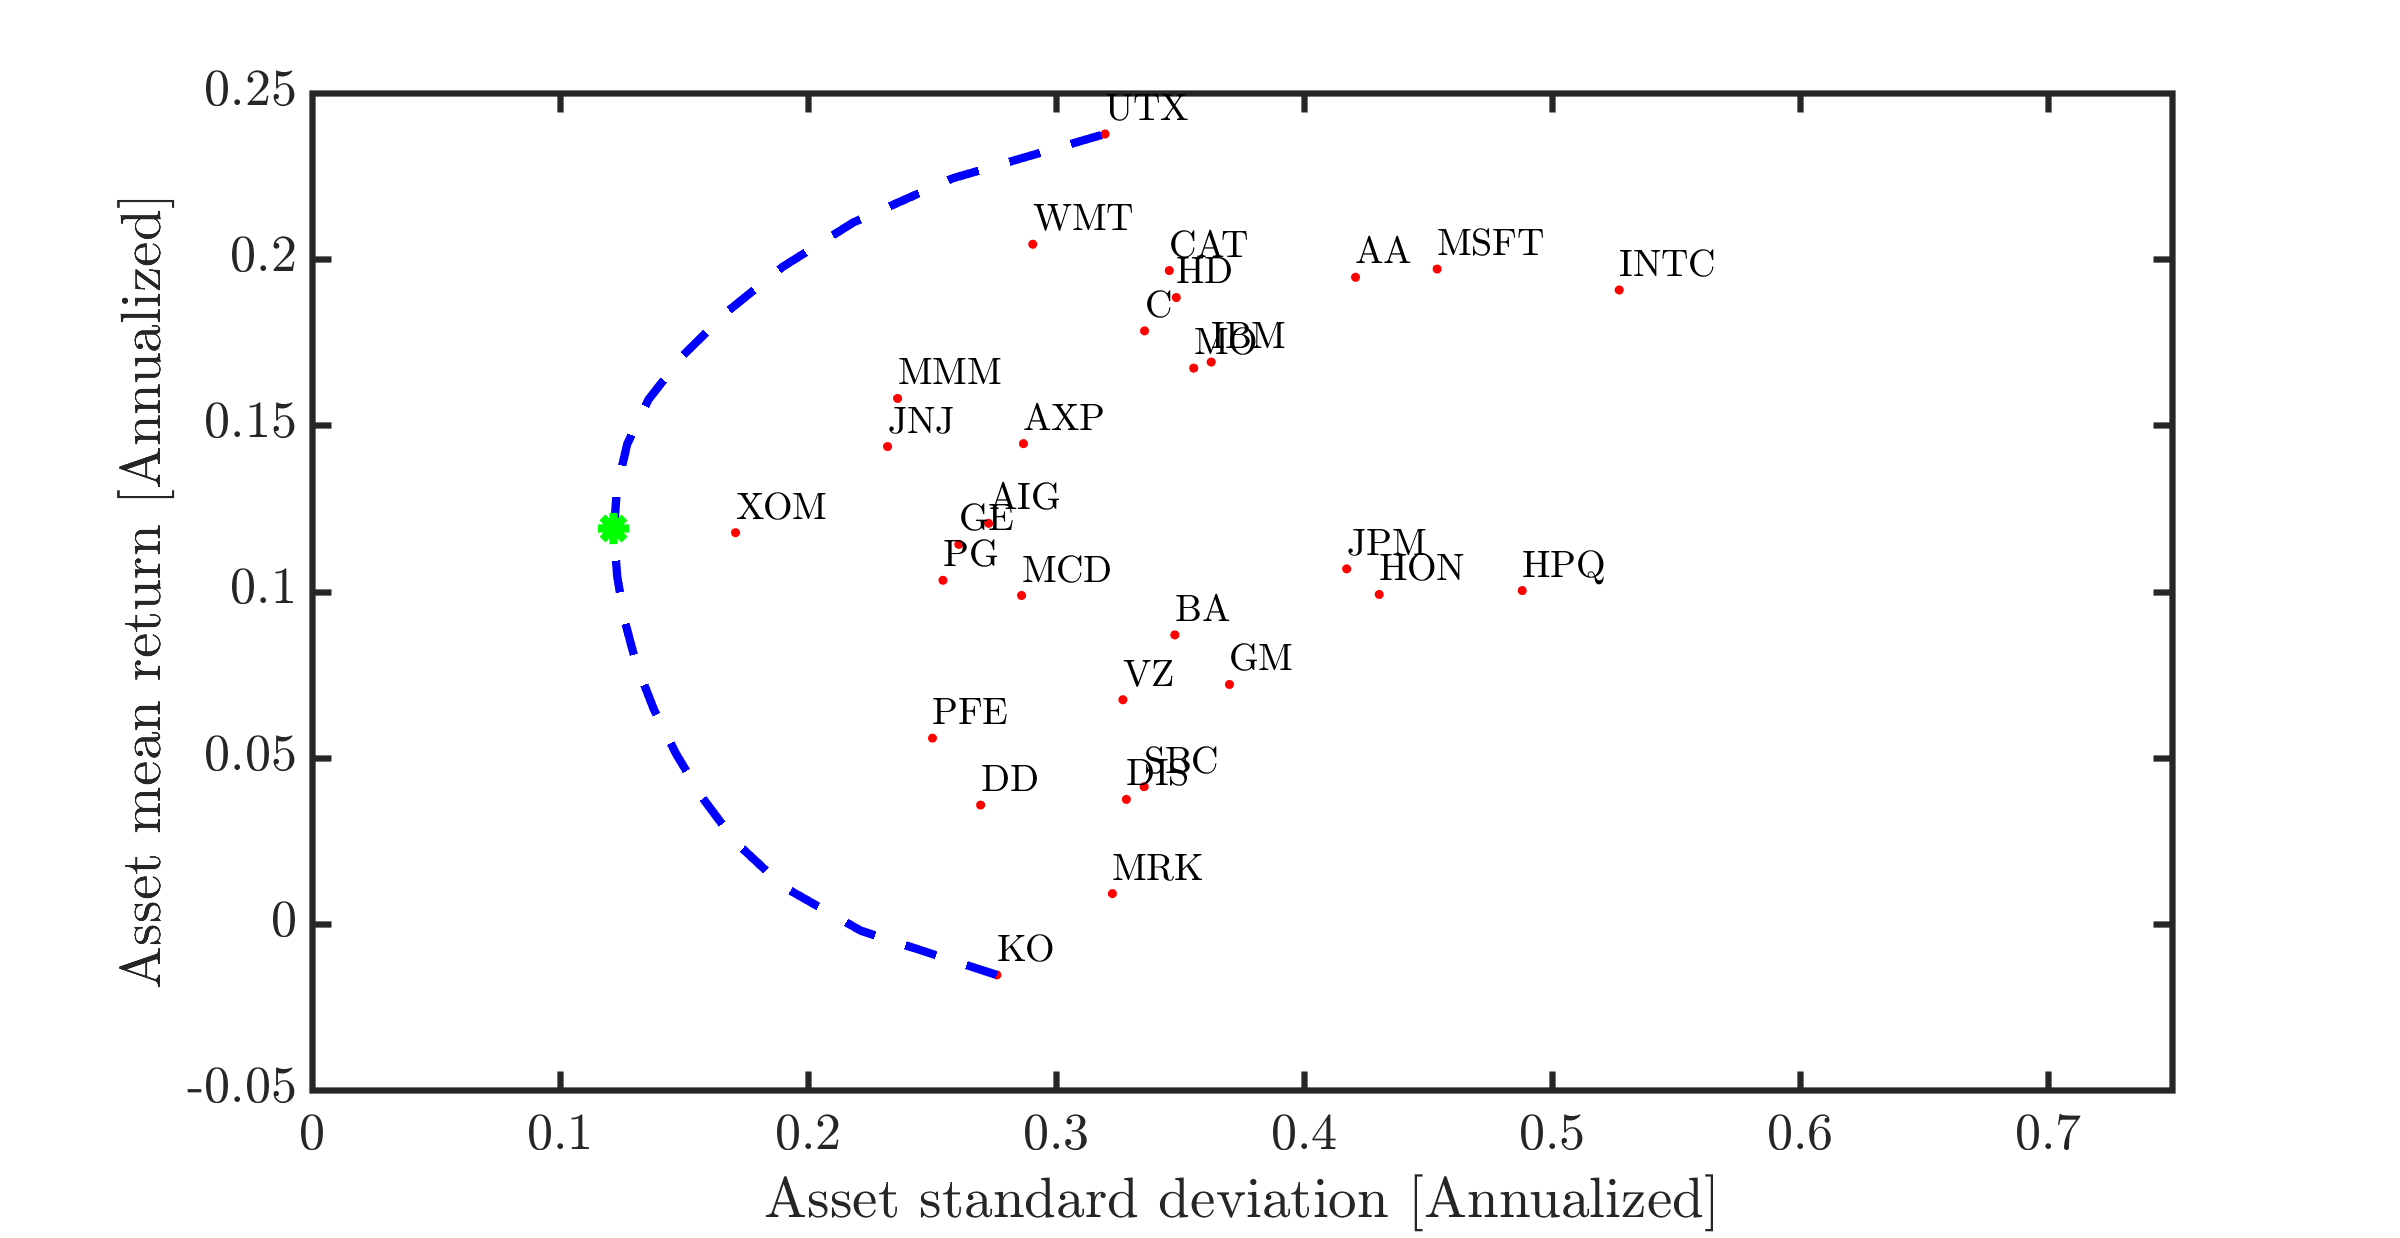 0.25
0.2
0.15
0.1
0.05
0
-0.05
Asset mean return [Annualized]
UTX
WMT
CAT
HD
C
AA
MSFT
INTC
MO
IBM
MMM
JNJ
AXP
XOM
AIG
GE
PG
MCD
JPM
HON
HPQ
BA
GM
VZ
PFE
SBC
DIS
DD
MRK
KO
0
0.1
0.2
0.3
0.4
0.5
0.6
0.7
Asset standard deviation [Annualized]